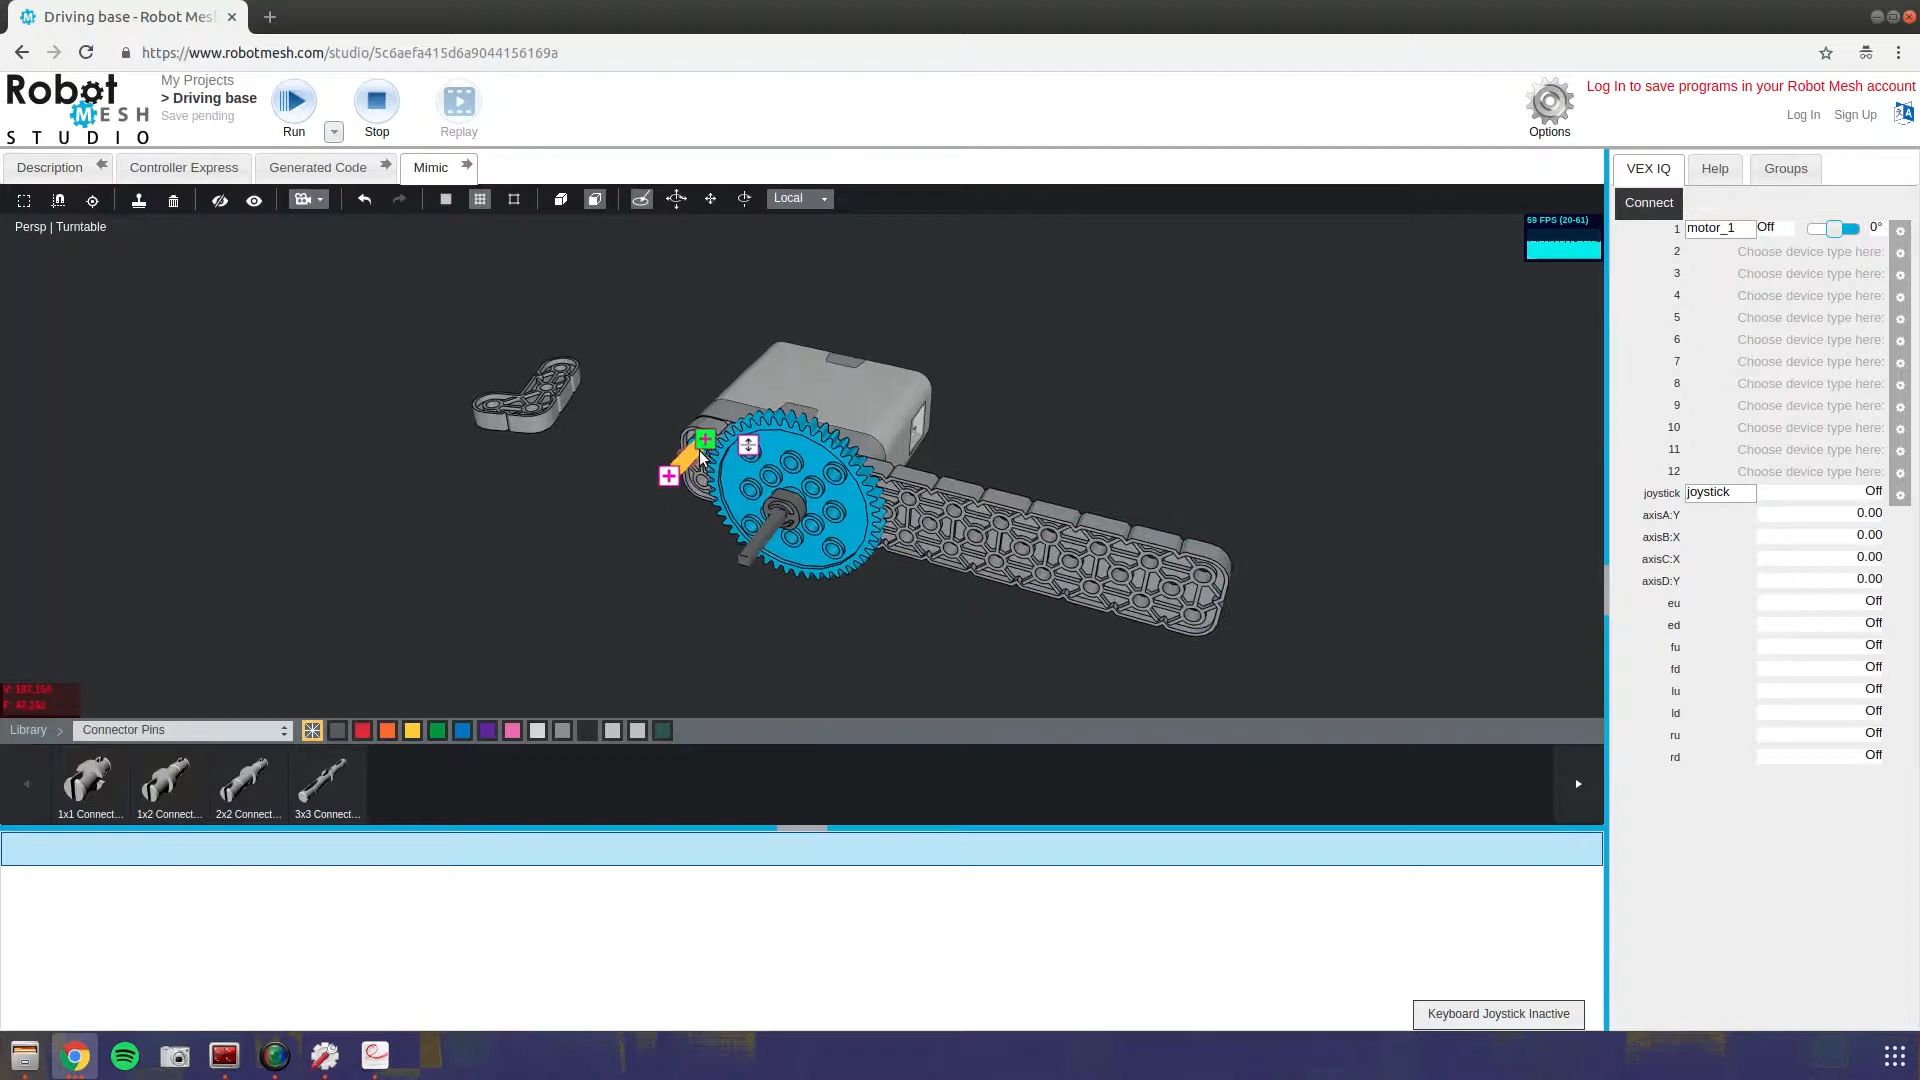 Driving base - Robot Mes
https://www.robotmesh.com/studio/5c6aefa415d6a9044156169a
Robot
MESH
STUDIO
My Projects
> Driving base
Save pending
Run
Stop
Replay
Options
Log In to save programs in your Robot Mesh account
Log In
Sign Up
Description
Controller Express
Generated Code
Mimic
VEX IQ
Help
Groups
Local
Persp | Turntable
59 FPS (20-61)
Connect
1 motor_1 Off 0°
2 Choose device type here:
3 Choose device type here:
4 Choose device type here:
5 Choose device type here:
6 Choose device type here:
7 Choose device type here:
8 Choose device type here:
9 Choose device type here:
10 Choose device type here:
11 Choose device type here:
12 Choose device type here:
joystick joystick Off
axisA:Y 0.00
axisB:X 0.00
axisC:X 0.00
axisD:Y 0.00
eu Off
ed Off
fu Off
fd Off
lu Off
ld Off
ru Off
rd Off
Library > Connector Pins
1x1 Connect...
1x2 Connect...
2x2 Connect...
3x3 Connect...
Keyboard Joystick Inactive